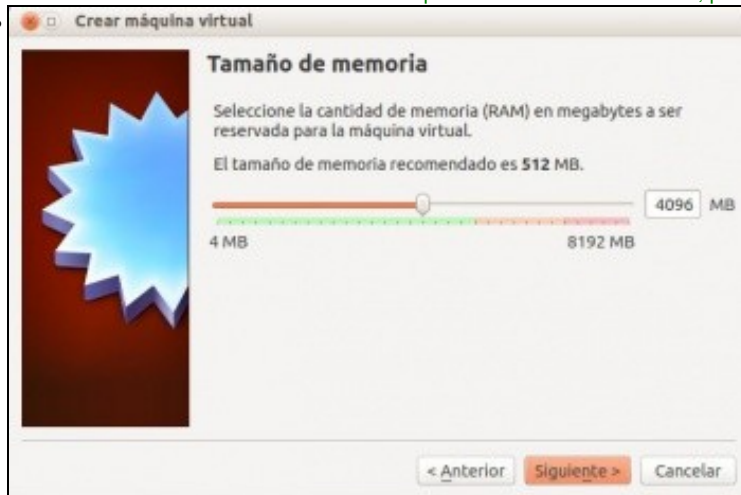 Crear máquina virtual
Tamaño de memoria
Seleccione la cantidad de memoria (RAM) en megabytes a ser
reservada para la máquina virtual.
El tamaño de memoria recomendado es 512 MB.
4096 MB
4 MB 8192 MB
< Anterior Siguiente > Cancelar